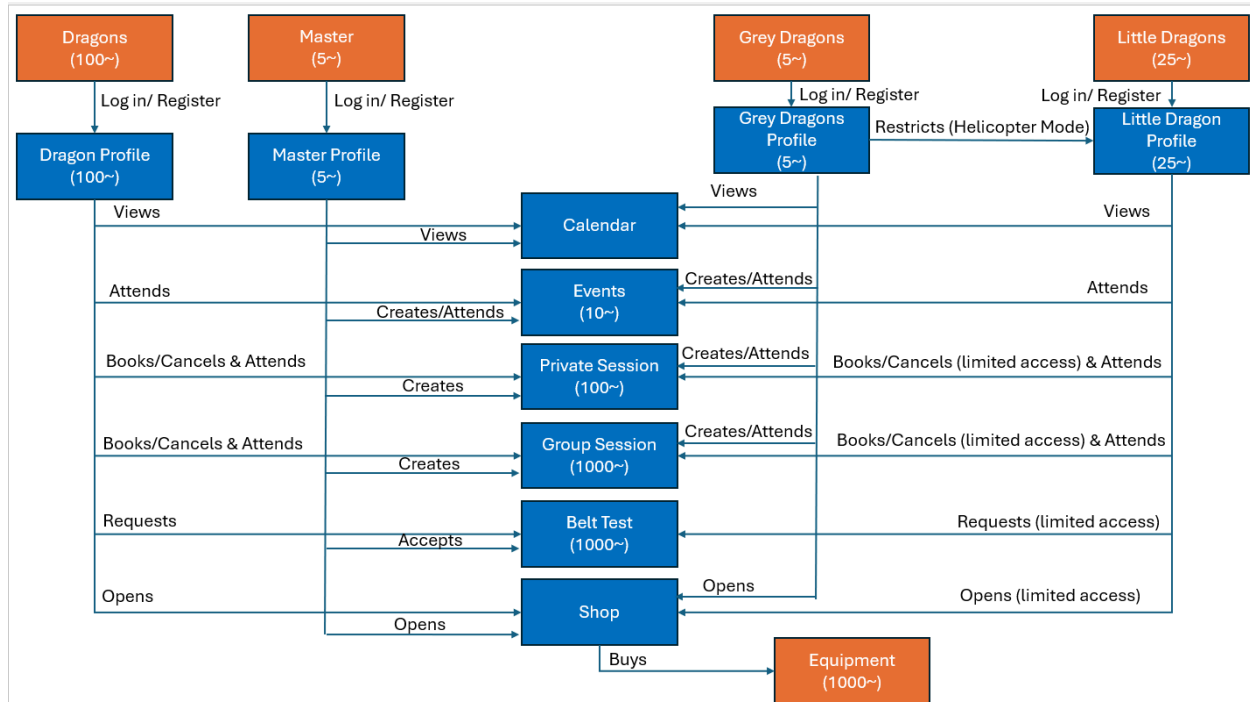 Dragons
(100~)
Master
(5~)
Grey Dragons
(5~)
Little Dragons
(25~)
Log in/ Register
Log in/ Register
Log in/ Register
Log in/ Register
Dragon Profile
(100~)
Master Profile
(5~)
Grey Dragons
Profile
(5~)
Restricts (Helicopter Mode)
Little Dragon
Profile
(25~)
Views
Views
Calendar
Views
Views
Attends
Creates/Attends
Events
(10~)
Creates/Attends
Attends
Books/Cancels & Attends
Creates
Private Session
(100~)
Creates/Attends
Books/Cancels (limited access) & Attends
Books/Cancels & Attends
Creates
Group Session
(1000~)
Creates/Attends
Books/Cancels (limited access) & Attends
Requests
Accepts
Belt Test
(1000~)
Requests (limited access)
Opens
Opens
Shop
Opens
Opens (limited access)
Buys
Equipment
(1000~)